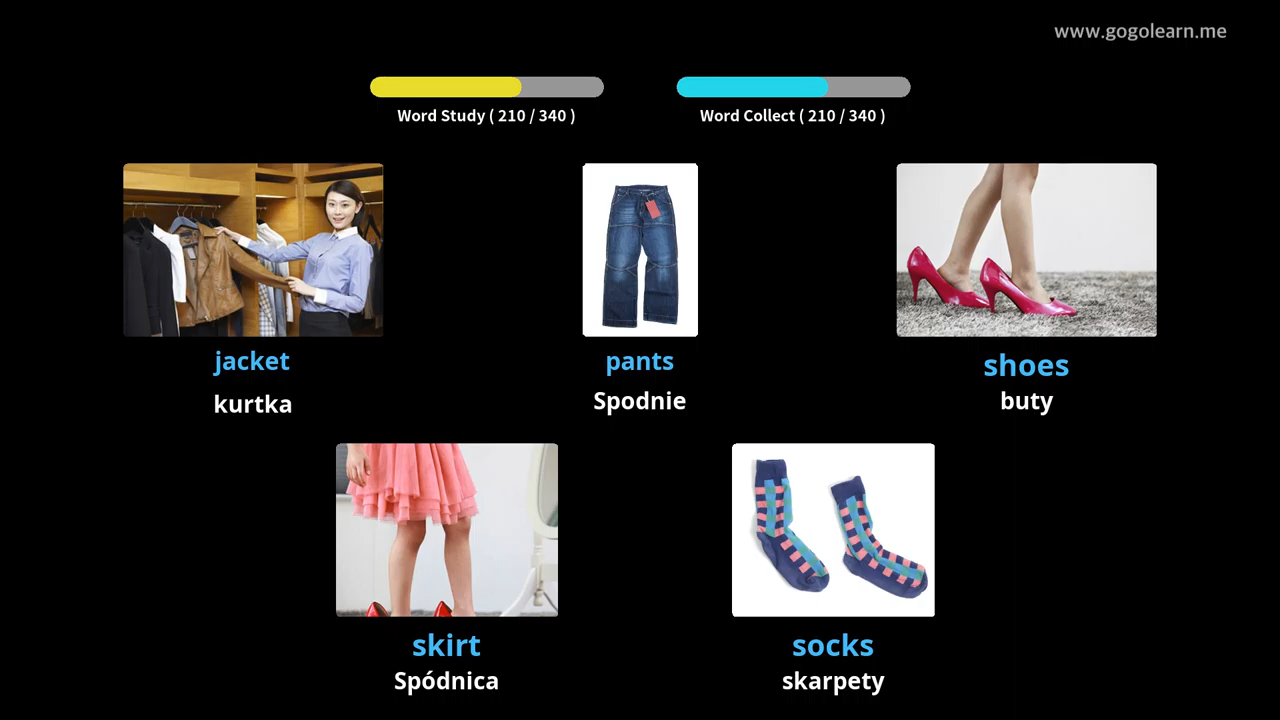 www.gogolearn.me
Word Study ( 210 / 340 )
Word Collect ( 210 / 340 )
jacket
kurtka
pants
Spodnie
shoes
buty
skirt
Spódnica
socks
skarpety